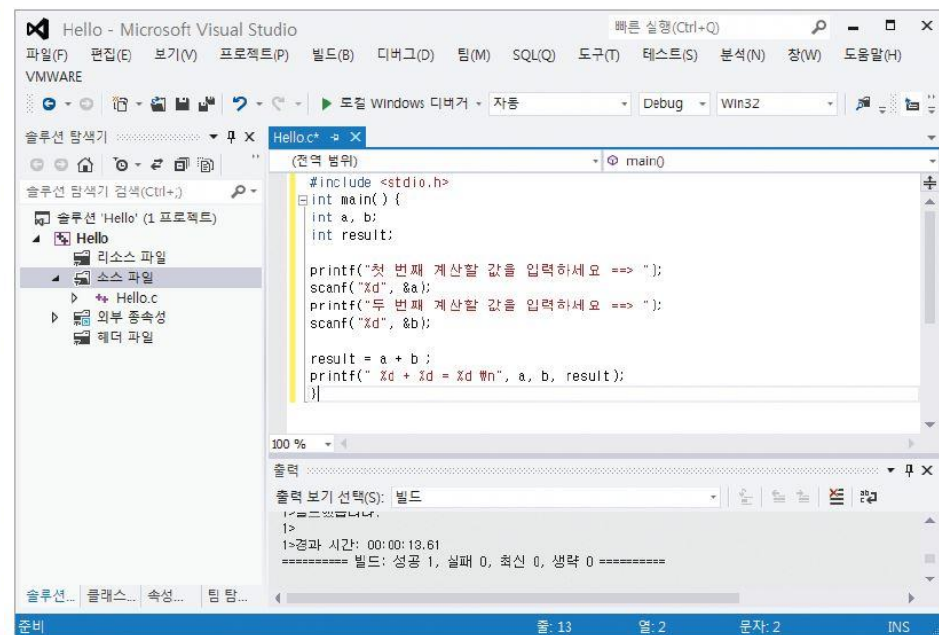 Hello - Microsoft Visual Studio
빠른 실행(Ctrl+Q)
파일(F) 편집(E) 보기(V) 프로젝트(P) 빌드(B) 디버그(D) 팀(M) SQL(Q) 도구(T) 테스트(S) 분석(N) 창(W) 도움말(H)
VMWARE
로컬 Windows 디버거 자동 Debug Win32
솔루션 탐색기
솔루션 탐색기 검색(Ctrl+;)
솔루션 'Hello' (1 프로젝트)
Hello
리소스 파일
소스 파일
Hello.c
외부 종속성
헤더 파일
솔루션... 클래스... 속성... 팀 탐...
Hello.c*
(전역 범위) main()
#include <stdio.h>
int main() {
int a, b;
int result;
printf("첫 번째 계산할 값을 입력하세요 ==> ");
scanf("%d", &a);
printf("두 번째 계산할 값을 입력하세요 ==> ");
scanf("%d", &b);
result = a + b ;
printf(" %d + %d = %d ₩n", a, b, result);
}
100 %
출력
출력 보기 선택(S): 빌드
1>
1>경과 시간: 00:00:13.61
========== 빌드: 성공 1, 실패 0, 최신 0, 생략 0 ==========
준비 줄: 13 열: 2 문자: 2 INS